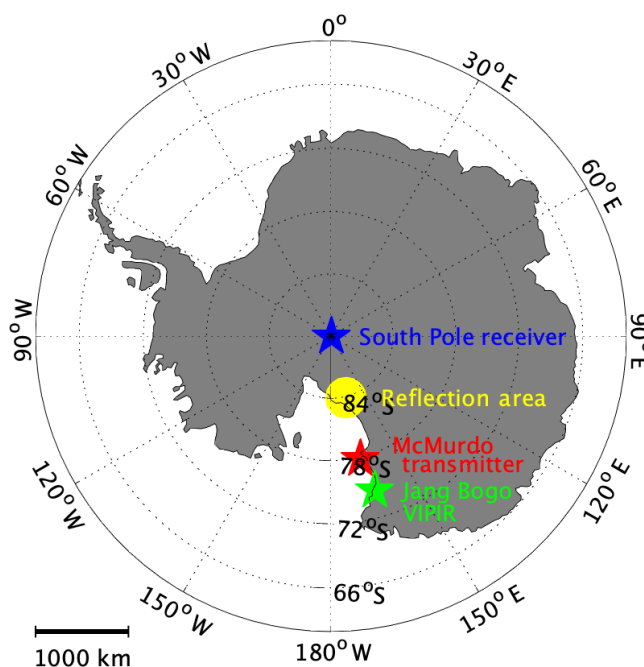 0°
30°W
30°E
60°W
60°E
90°W
South Pole receiver
90°E
84°S
Reflection area
McMurdo
78°S
transmitter
Jang Bogo
VIPIR
120°W
120°E
72°S
66°S
150°W
150°E
1000 km
180°W